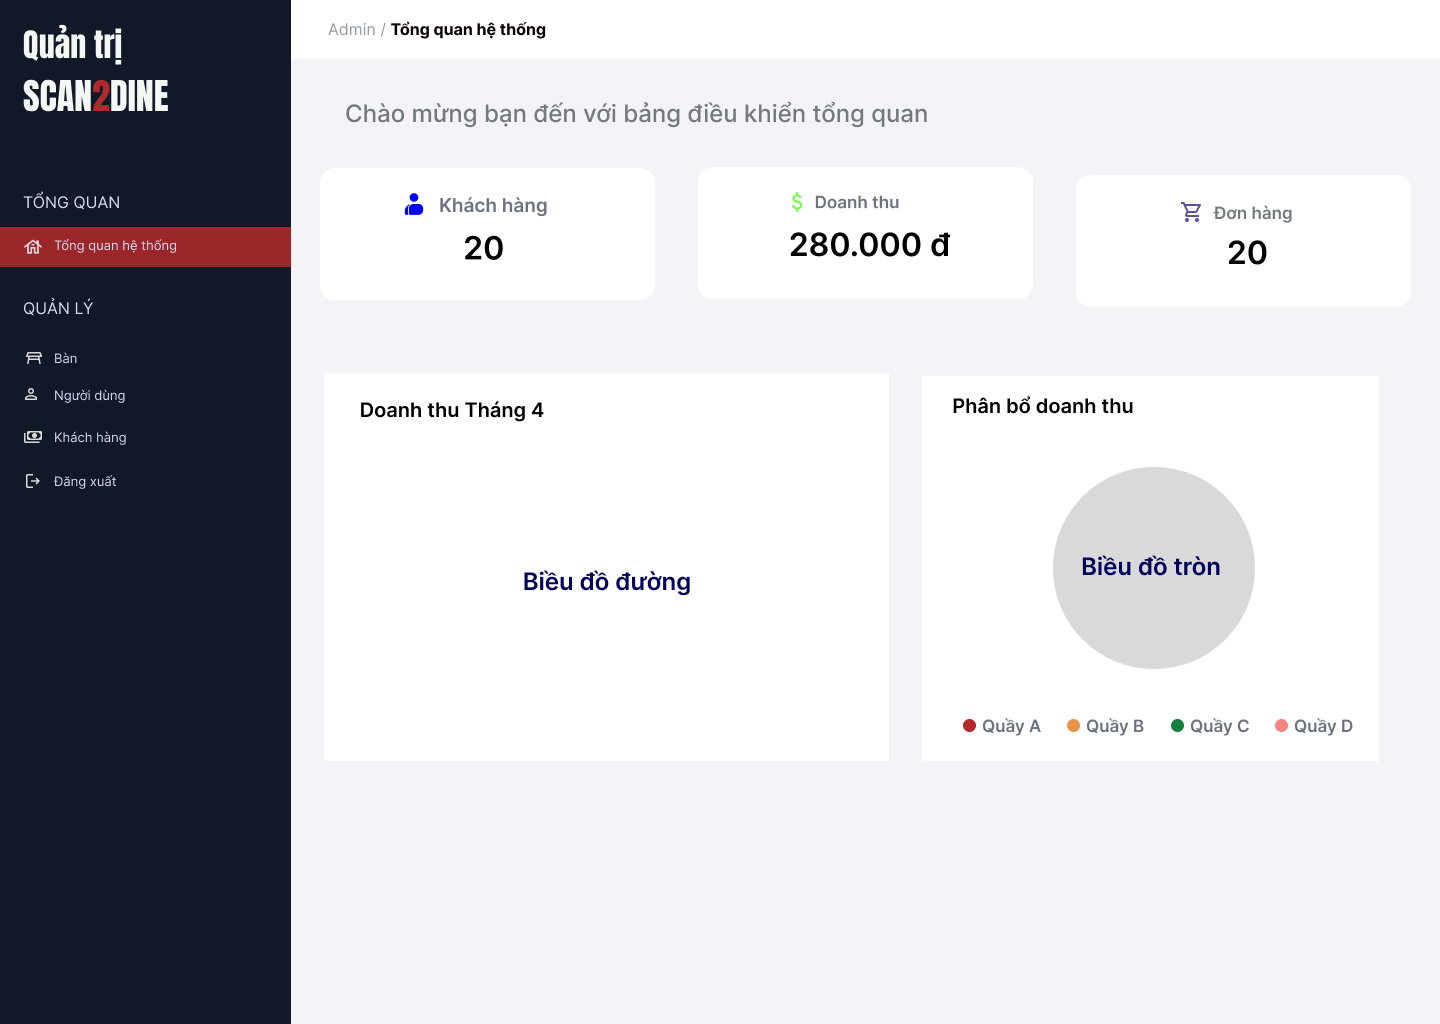 Quản trị
SCAN2DINE
TỔNG QUAN
Tổng quan hệ thống
QUẢN LÝ
Bàn
Người dùng
Khách hàng
Đăng xuất
Admin / Tổng quan hệ thống
Chào mừng bạn đến với bảng điều khiển tổng quan
Khách hàng
20
Doanh thu
280.000 đ
Đơn hàng
20
Doanh thu Tháng 4
Biều đồ đường
Phân bổ doanh thu
Biều đồ tròn
Quầy A
Quầy B
Quầy C
Quầy D